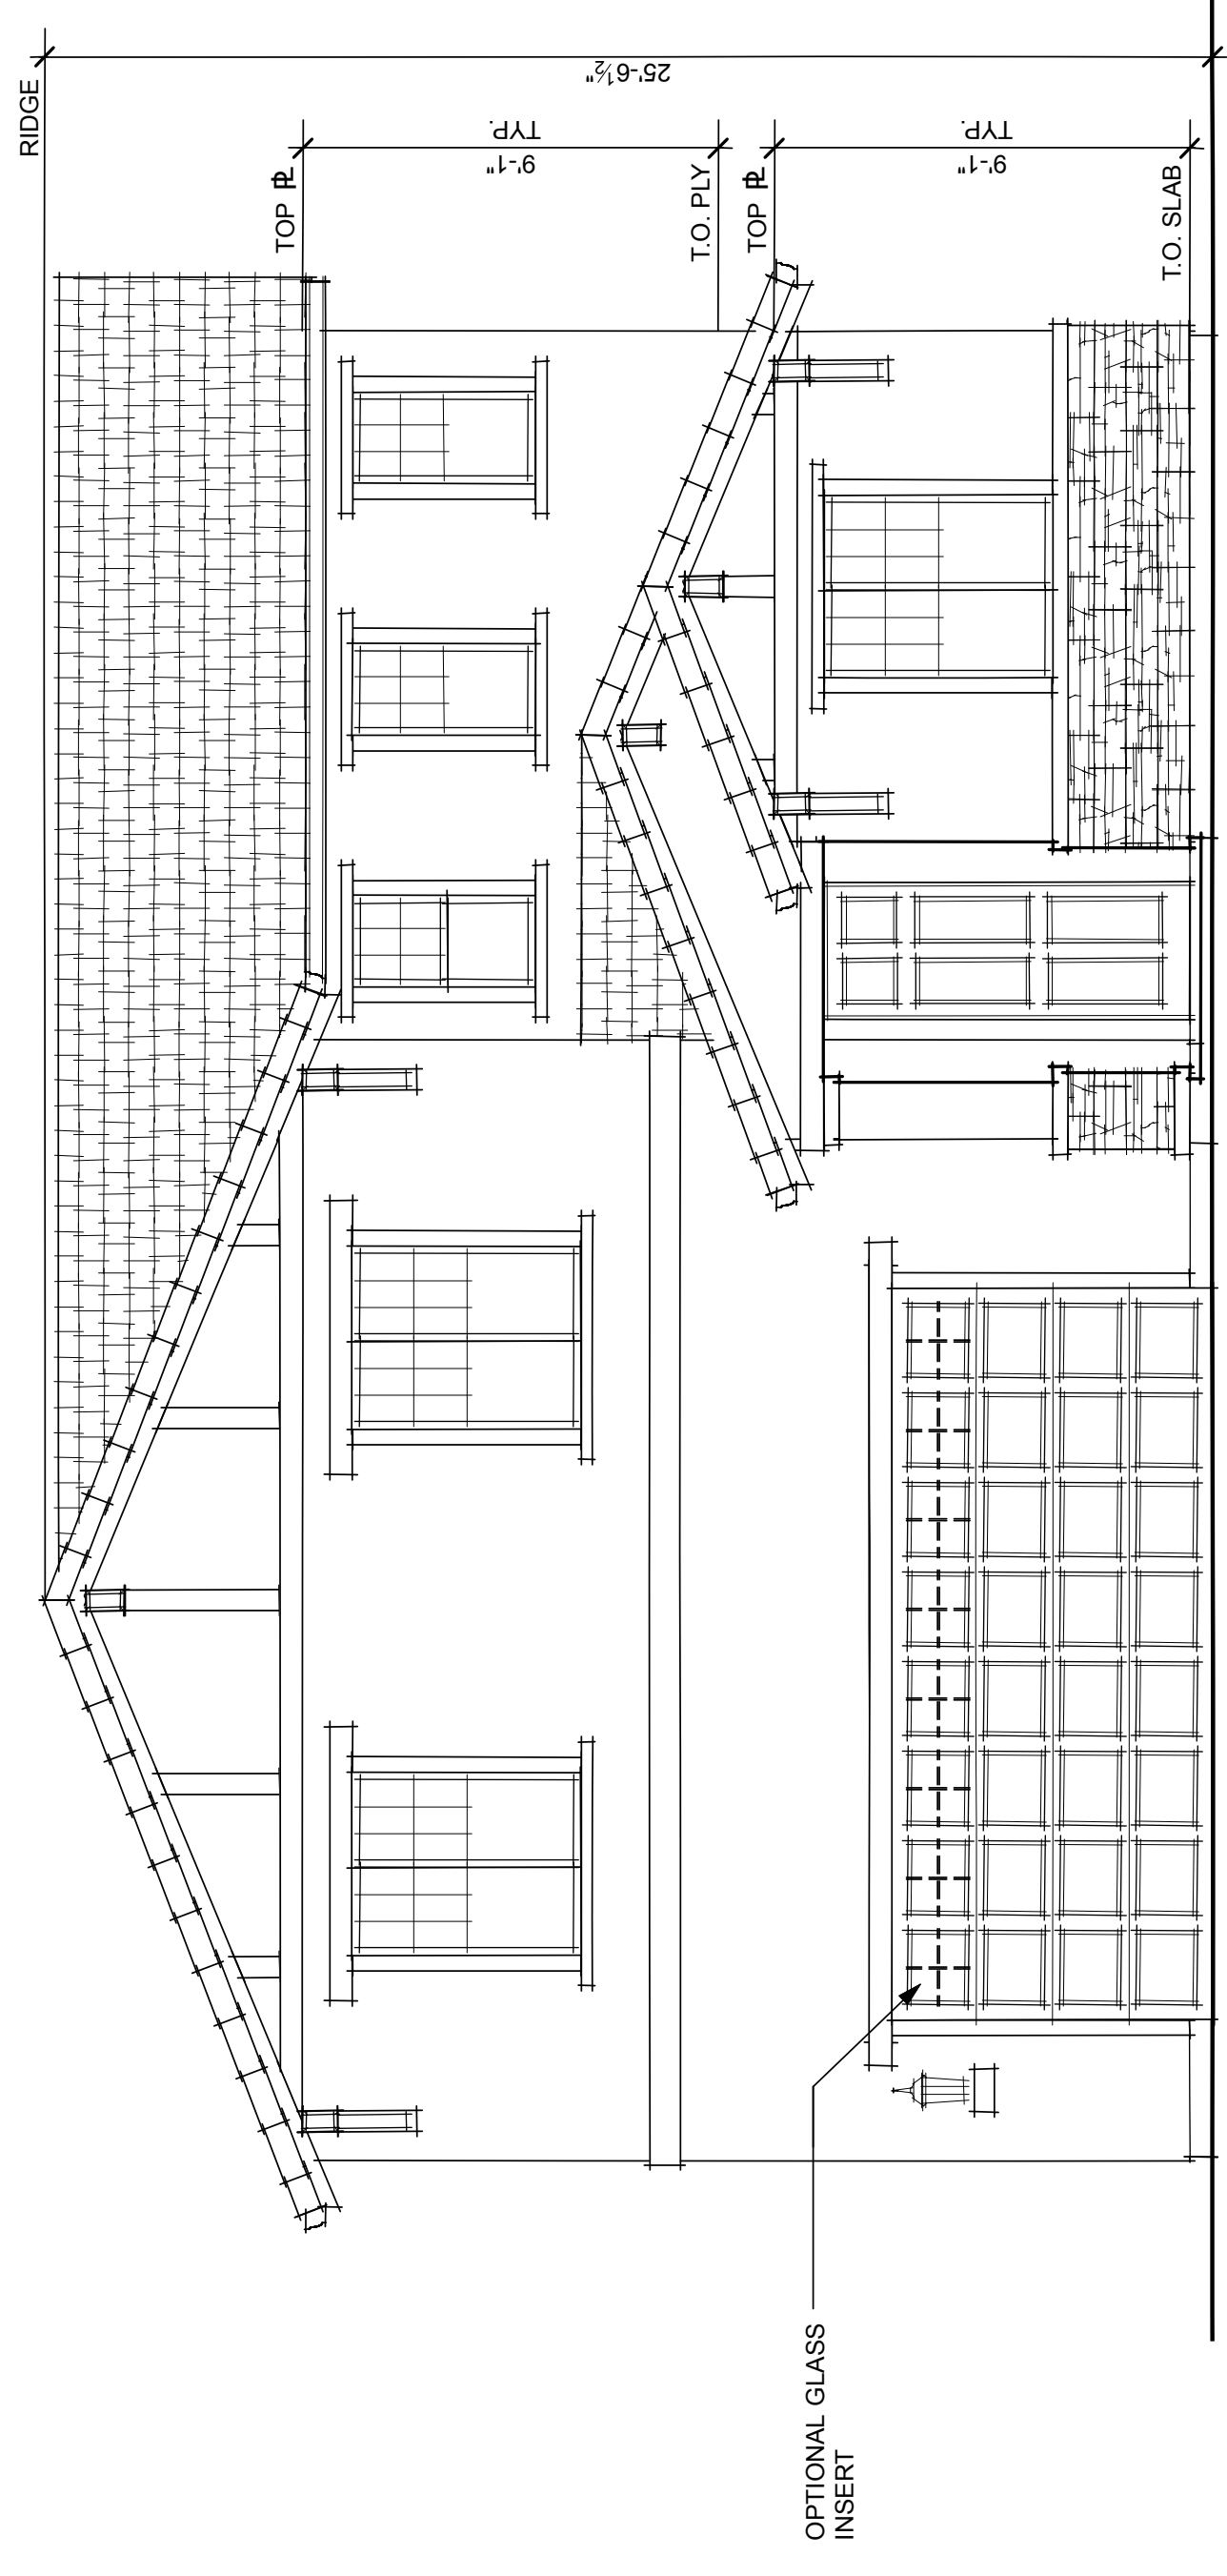 RIDGE
25'-6½"
TOP PL
9'-1"
TYP.
T.O. PLY
TOP PL
9'-1"
TYP.
T.O. SLAB
OPTIONAL GLASS
INSERT